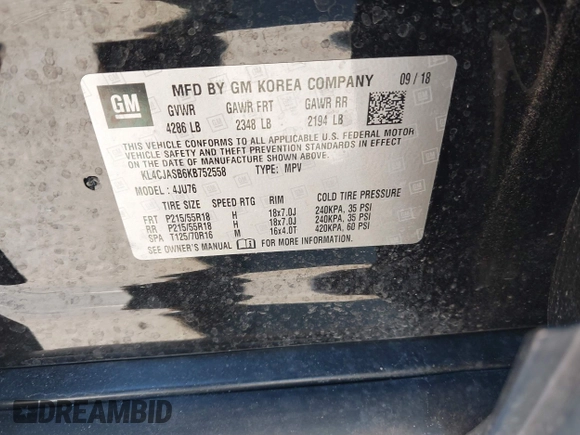 GM
MFD BY GM KOREA COMPANY 09/18
GVWR GAWR FRT GAWR RR
4286 LB 2348 LB 2194 LB
THIS VEHICLE CONFORMS TO ALL APPLICABLE U.S. FEDERAL MOTOR
VEHICLE SAFETY, BUMPER, AND THEFT PREVENTION STANDARDS IN
EFFECT ON THE DATE OF MANUFACTURE SHOWN ABOVE.
KL4CJASB6KB752558 TYPE: MPV
MODEL: 4JU76
TIRE SIZE SPEED RTG RIM COLD TIRE PRESSURE
FRT P215/55R18 H 18x7.0J 240KPA, 35 PSI
RR P215/55R18 H 18x7.0J 240KPA, 35 PSI
SPA T125/70R16 M 16x4.0T 420KPA, 60 PSI
SEE OWNER'S MANUAL FOR MORE INFORMATION.
DREAMBID